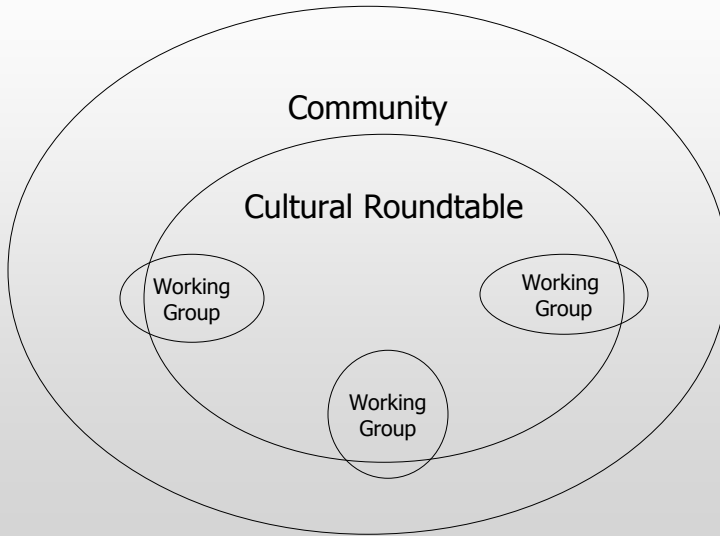 Community
Cultural Roundtable
Working
Group
Working
Group
Working
Group